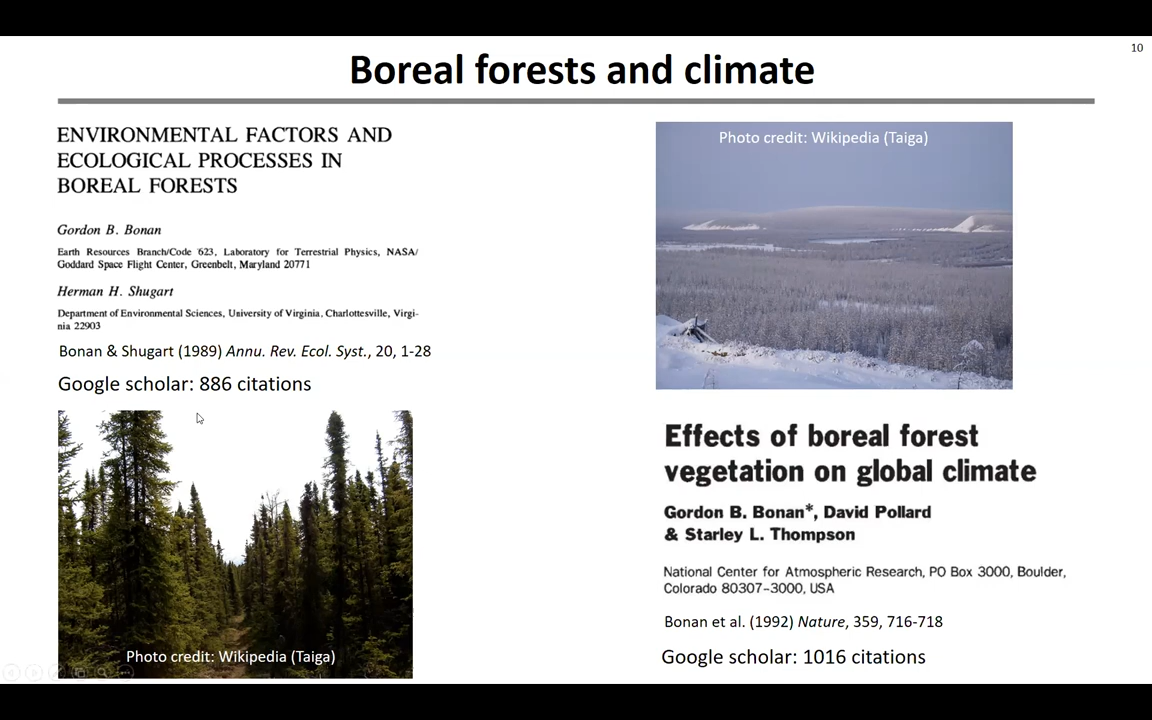 10
Boreal forests and climate
ENVIRONMENTAL FACTORS AND
ECOLOGICAL PROCESSES IN
BOREAL FORESTS
Gordon B. Bonan
Earth Resources Branch/Code 623, Laboratory for Terrestrial Physics, NASA/
Goddard Space Flight Center, Greenbelt, Maryland 20771
Herman H. Shugart
Department of Environmental Sciences, University of Virginia, Charlottesville, Virgi-
nia 22903
Bonan & Shugart (1989) Annu. Rev. Ecol. Syst., 20, 1-28
Google scholar: 886 citations
Photo credit: Wikipedia (Taiga)
Photo credit: Wikipedia (Taiga)
Effects of boreal forest
vegetation on global climate
Gordon B. Bonan*, David Pollard
& Starley L. Thompson
National Center for Atmospheric Research, PO Box 3000, Boulder,
Colorado 80307–3000, USA
Bonan et al. (1992) Nature, 359, 716-718
Google scholar: 1016 citations